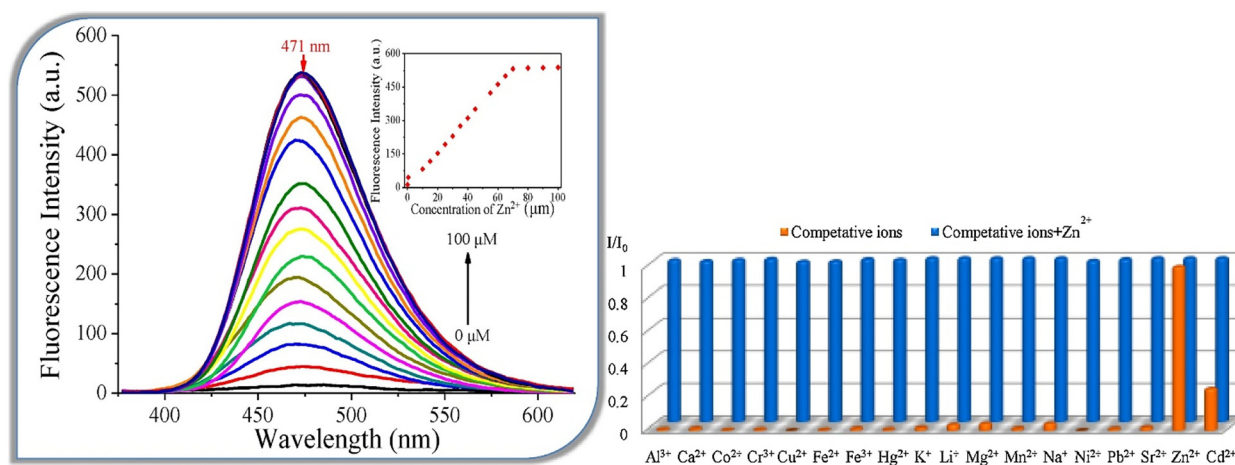 600
500
400
300
200
100
0
Fluorescence Intensity (a.u.)
471 nm
400
450
500
550
600
Wavelength (nm)
600
450
300
150
0
Fluorescence Intensity (a.u.)
0 20 40 60 80 100
Concentration of Zn²⁺ (μm)
100 μM
0 μM
I/I₀
Competative ions
Competative ions+Zn²⁺
1
0.8
0.6
0.4
0.2
0
Al³⁺ Ca²⁺ Co²⁺ Cr³⁺ Cu²⁺ Fe²⁺ Fe³⁺ Hg²⁺ K⁺ Li⁺ Mg²⁺ Mn²⁺ Na⁺ Ni²⁺ Pb²⁺ Sr²⁺ Zn²⁺ Cd²⁺